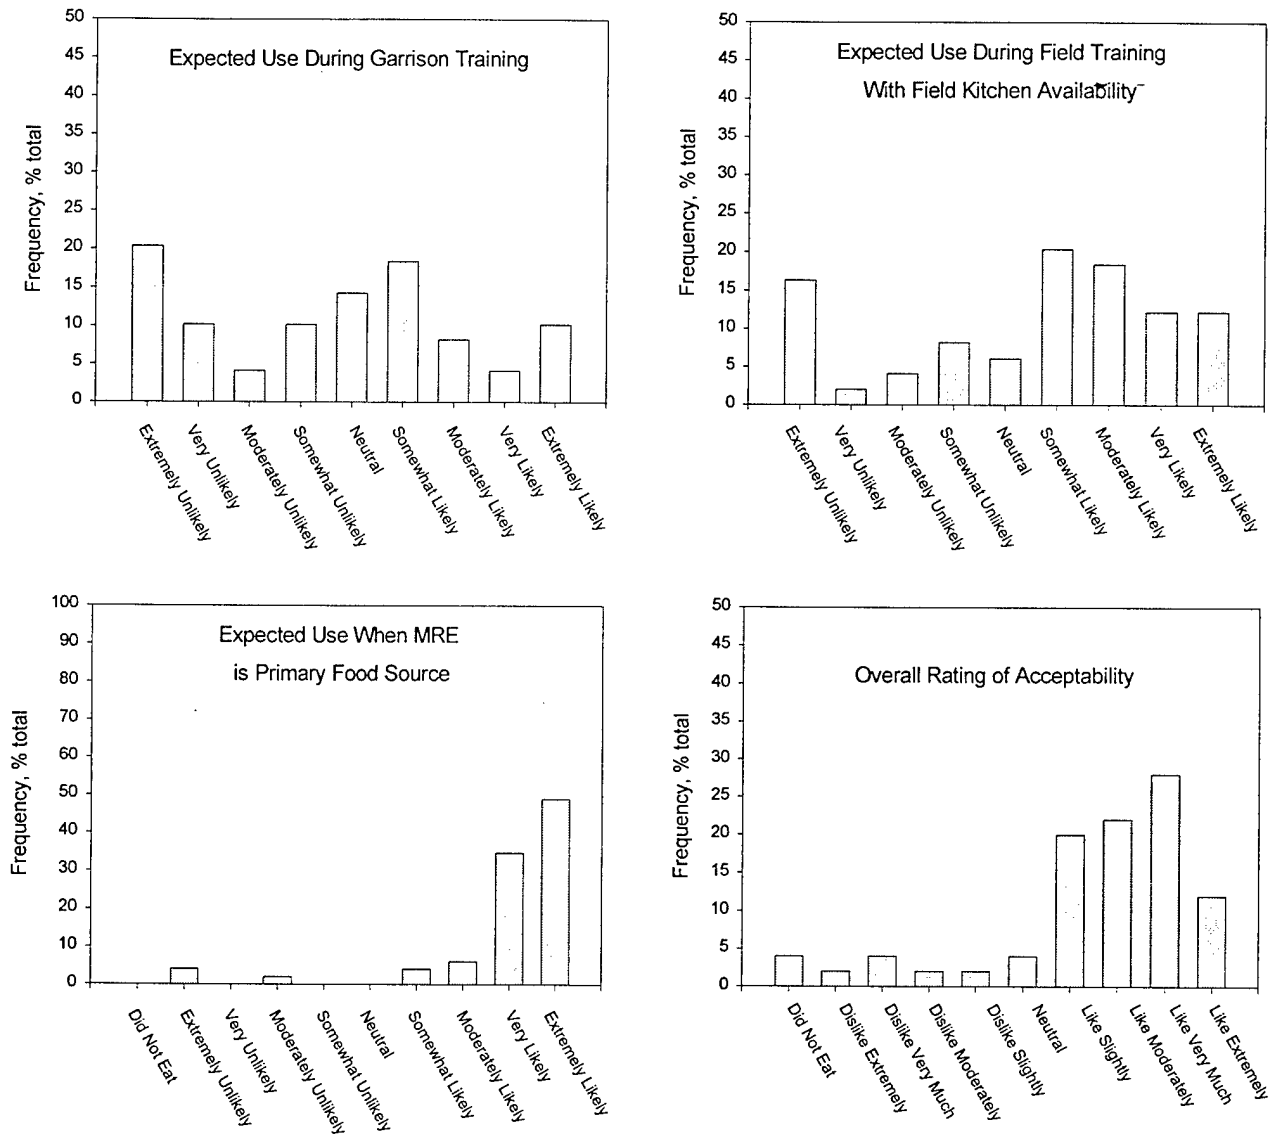 Expected Use During Garrison Training
Frequency, % total
50
45
40
35
30
25
20
15
10
5
0
Extremely Unlikely
Very Unlikely
Moderately Unlikely
Somewhat Unlikely
Neutral
Somewhat Likely
Moderately Likely
Very Likely
Extremely Likely
Expected Use During Field Training
With Field Kitchen Availability
Frequency, % total
50
45
40
35
30
25
20
15
10
5
0
Extremely Unlikely
Very Unlikely
Moderately Unlikely
Somewhat Unlikely
Neutral
Somewhat Likely
Moderately Likely
Very Likely
Extremely Likely
Expected Use When MRE
is Primary Food Source
Frequency, % total
100
90
80
70
60
50
40
30
20
10
0
Did Not Eat
Extremely Unlikely
Very Unlikely
Moderately Unlikely
Somewhat Unlikely
Neutral
Somewhat Likely
Moderately Likely
Very Likely
Extremely Likely
Overall Rating of Acceptability
Frequency, % total
50
45
40
35
30
25
20
15
10
5
0
Did Not Eat
Dislike Extremely
Dislike Very Much
Dislike Moderately
Dislike Slightly
Neutral
Like Slightly
Like Moderately
Like Very Much
Like Extremely